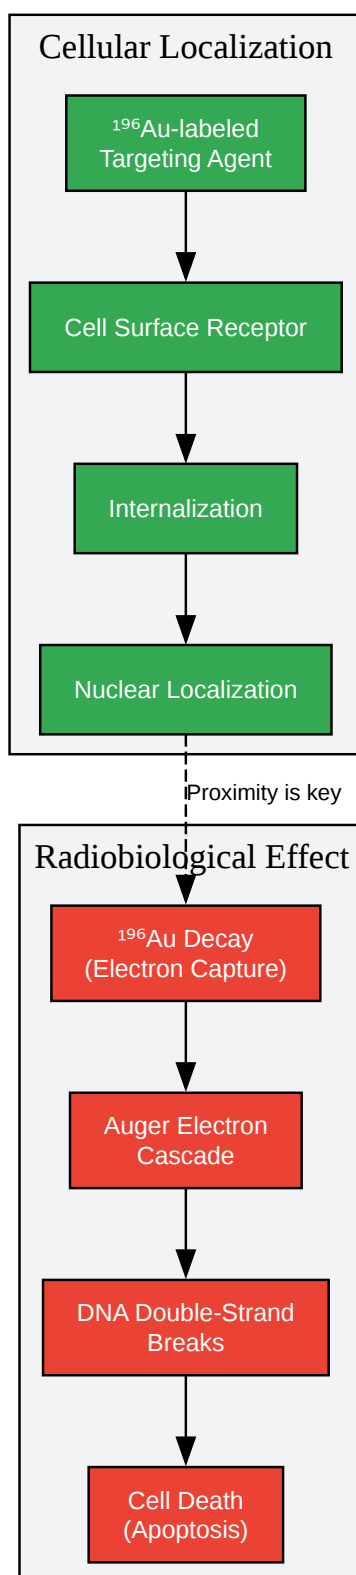 Cellular Localization
¹⁹⁶Au-labeled
Targeting Agent
Cell Surface Receptor
Internalization
Nuclear Localization
Proximity is key
Radiobiological Effect
¹⁹⁶Au Decay
(Electron Capture)
Auger Electron
Cascade
DNA Double-Strand
Breaks
Cell Death
(Apoptosis)